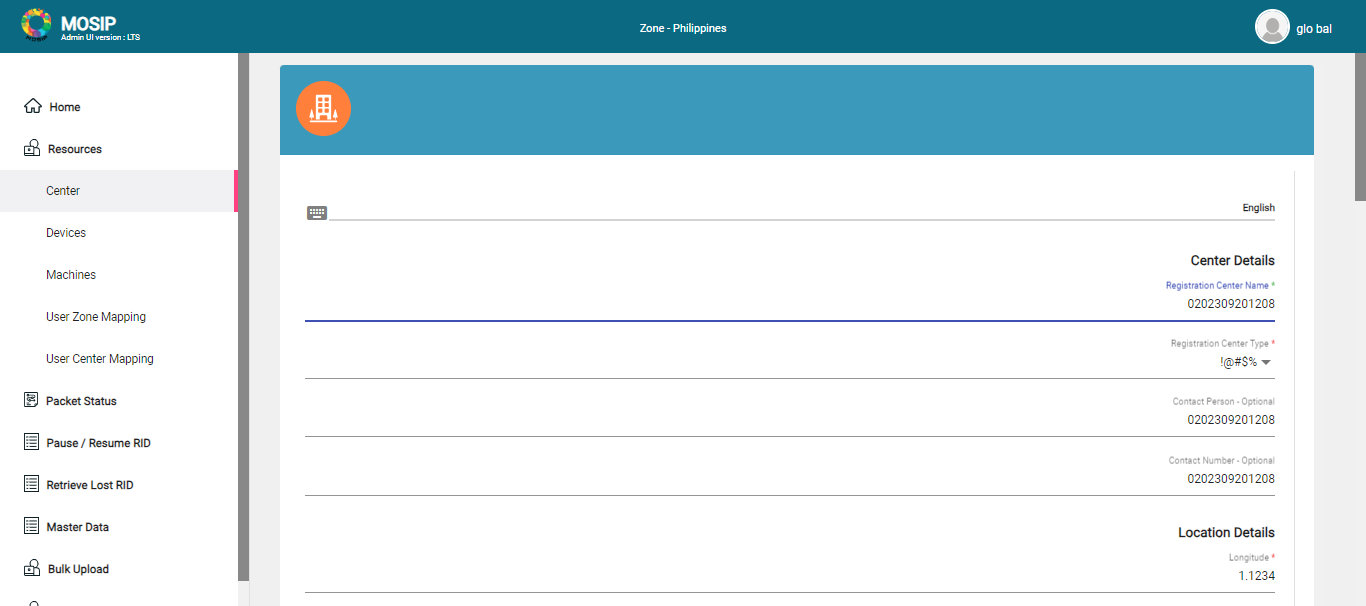 MOSIP
Admin UI version : LTS
Zone - Philippines
glo bal
Home
Resources
Center
Devices
Machines
User Zone Mapping
User Center Mapping
Packet Status
Pause / Resume RID
Retrieve Lost RID
Master Data
Bulk Upload
English
Center Details
Registration Center Name *
0202309201208
Registration Center Type *
!@#$%
Contact Person - Optional
0202309201208
Contact Number - Optional
0202309201208
Location Details
Longitude *
1.1234